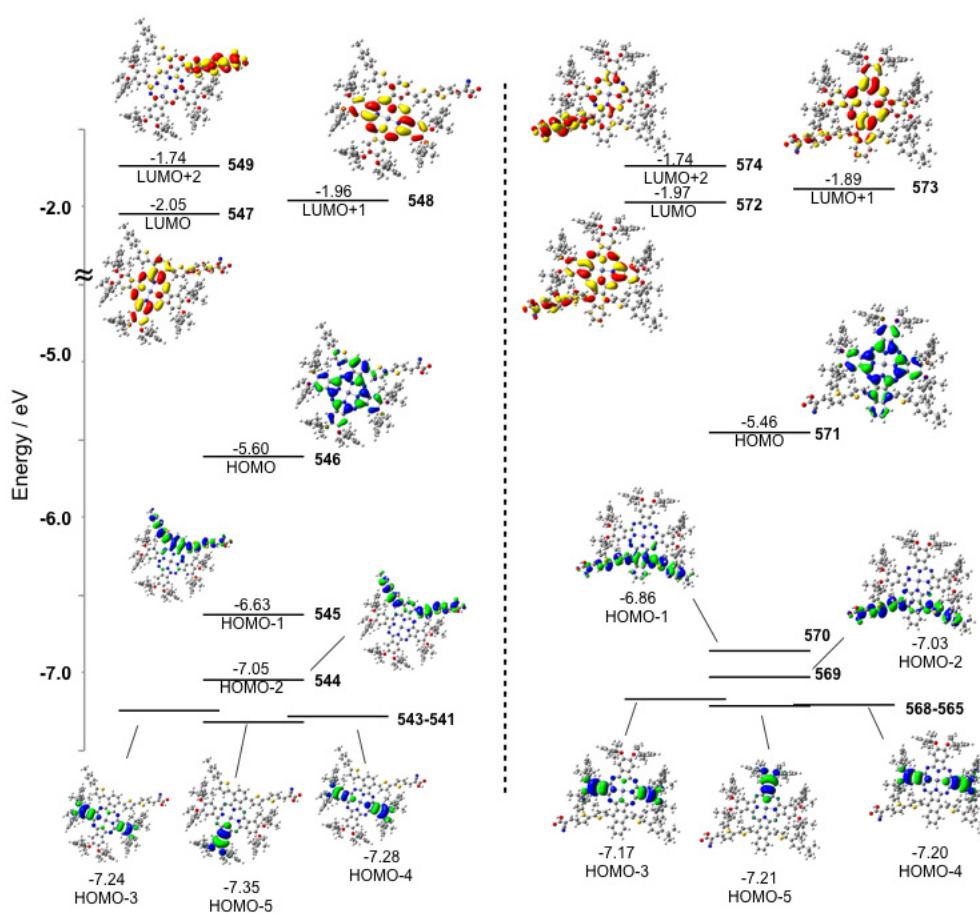 -1.74
LUMO+2
549
-1.96
LUMO+1
548
-2.05
LUMO
547
-1.74
LUMO+2
574
-1.89
LUMO+1
573
-1.97
LUMO
572
-2.0
≈
-5.0
Energy / eV
-6.0
-7.0
-5.60
HOMO
546
-5.46
HOMO
571
-6.63
HOMO-1
545
-7.05
HOMO-2
544
543-541
-6.86
HOMO-1
570
-7.03
HOMO-2
569
568-565
-7.24
HOMO-3
-7.35
HOMO-5
-7.28
HOMO-4
-7.17
HOMO-3
-7.21
HOMO-5
-7.20
HOMO-4